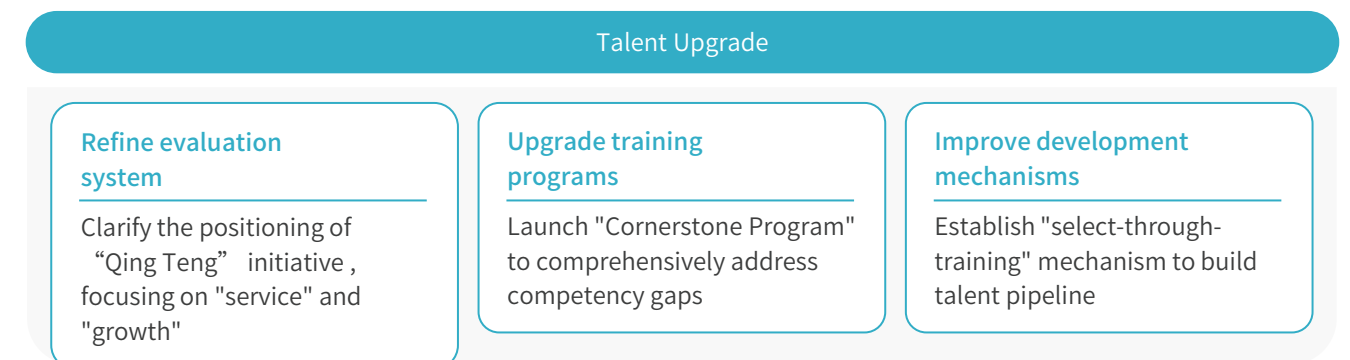 Talent Upgrade
Refine evaluation
system
Clarify the positioning of
“Qing Teng” initiative ,
focusing on "service" and
"growth"
Upgrade training
programs
Launch "Cornerstone Program"
to comprehensively address
competency gaps
Improve development
mechanisms
Establish "select-through-
training" mechanism to build
talent pipeline